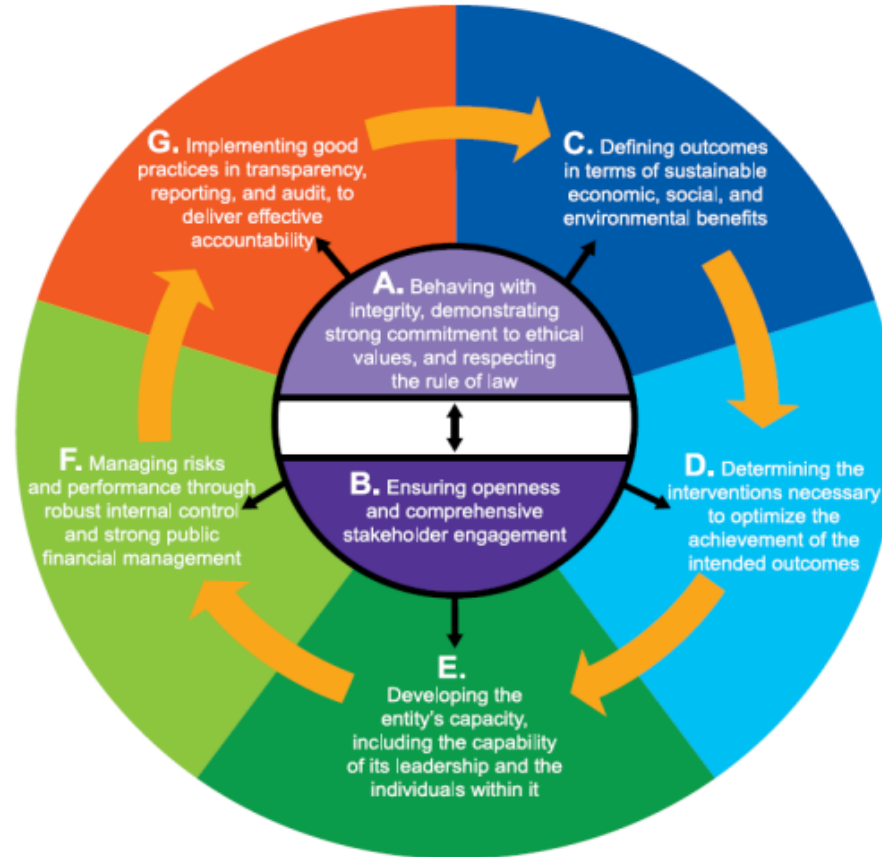 A. Behaving with
integrity, demonstrating
strong commitment to ethical
values, and respecting
the rule of law
B. Ensuring openness
and comprehensive
stakeholder engagement
C. Defining outcomes
in terms of sustainable
economic, social, and
environmental benefits
D. Determining the
interventions necessary
to optimize the
achievement of the
intended outcomes
E.
Developing the
entity's capacity,
including the capability
of its leadership and the
individuals within it
F. Managing risks
and performance through
robust internal control
and strong public
financial management
G. Implementing good
practices in transparency,
reporting, and audit, to
deliver effective
accountability